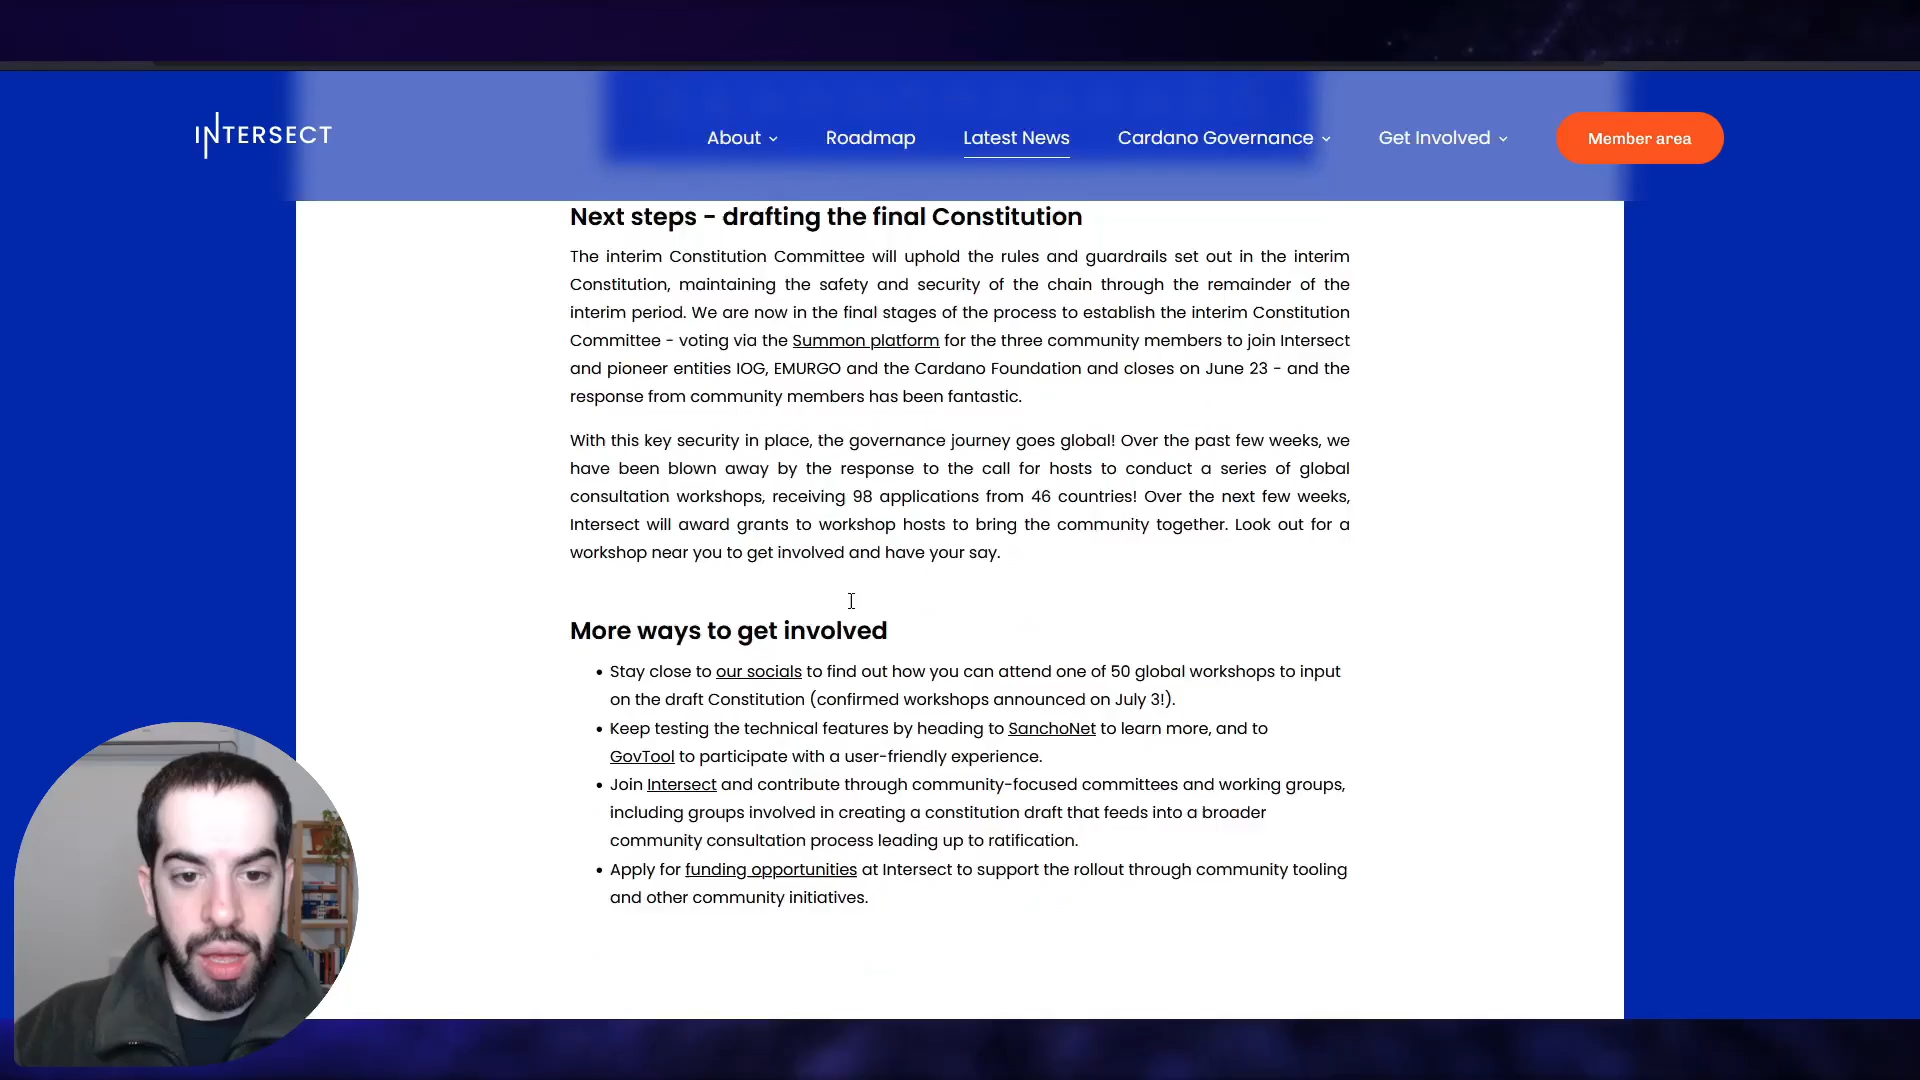 INTERSECT
About
Roadmap
Latest News
Cardano Governance
Get Involved
Member area
Next steps - drafting the final Constitution
The interim Constitution Committee will uphold the rules and guardrails set out in the interim
Constitution, maintaining the safety and security of the chain through the remainder of the
interim period. We are now in the final stages of the process to establish the interim Constitution
Committee - voting via the Summon platform for the three community members to join Intersect
and pioneer entities IOG, EMURGO and the Cardano Foundation and closes on June 23 - and the
response from community members has been fantastic.
With this key security in place, the governance journey goes global! Over the past few weeks, we
have been blown away by the response to the call for hosts to conduct a series of global
consultation workshops, receiving 98 applications from 46 countries! Over the next few weeks,
Intersect will award grants to workshop hosts to bring the community together. Look out for a
workshop near you to get involved and have your say.
More ways to get involved
• Stay close to our socials to find out how you can attend one of 50 global workshops to input
on the draft Constitution (confirmed workshops announced on July 3!).
• Keep testing the technical features by heading to SanchoNet to learn more, and to
GovTool to participate with a user-friendly experience.
• Join Intersect and contribute through community-focused committees and working groups,
including groups involved in creating a constitution draft that feeds into a broader
community consultation process leading up to ratification.
• Apply for funding opportunities at Intersect to support the rollout through community tooling
and other community initiatives.